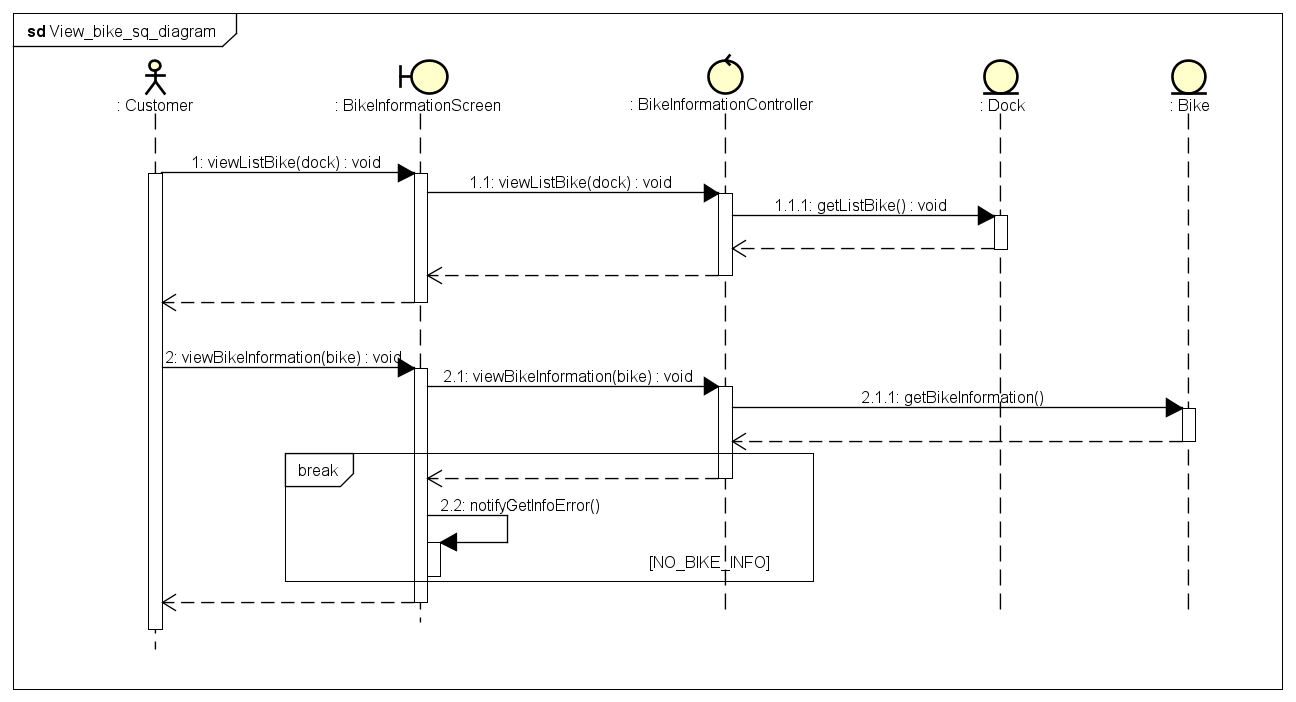 sd View_bike_sq_diagram
: Customer
: BikeInformationScreen
: BikeInformationController
: Dock
: Bike
1: viewListBike(dock) : void
1.1: viewListBike(dock) : void
1.1.1: getListBike() : void
2: viewBikeInformation(bike) : void
2.1: viewBikeInformation(bike) : void
2.1.1: getBikeInformation()
break
2.2: notifyGetInfoError()
[NO_BIKE_INFO]